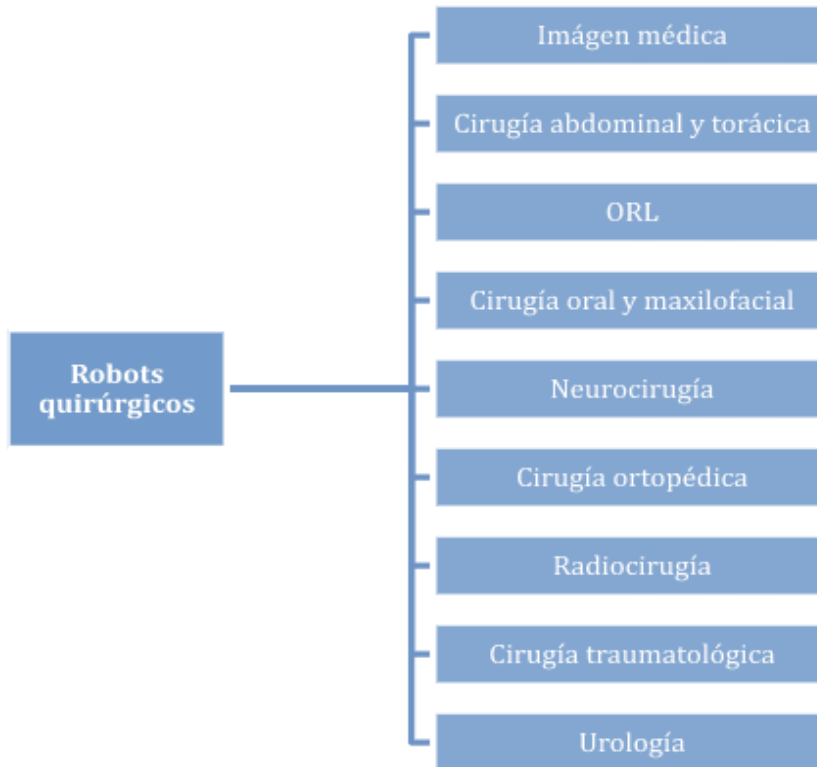 Imágen médica
Cirugía abdominal y torácica
ORL
Cirugía oral y maxilofacial
Robots
quirúrgicos
Neurocirugía
Cirugía ortopédica
Radiocirugía
Cirugía traumatológica
Urología